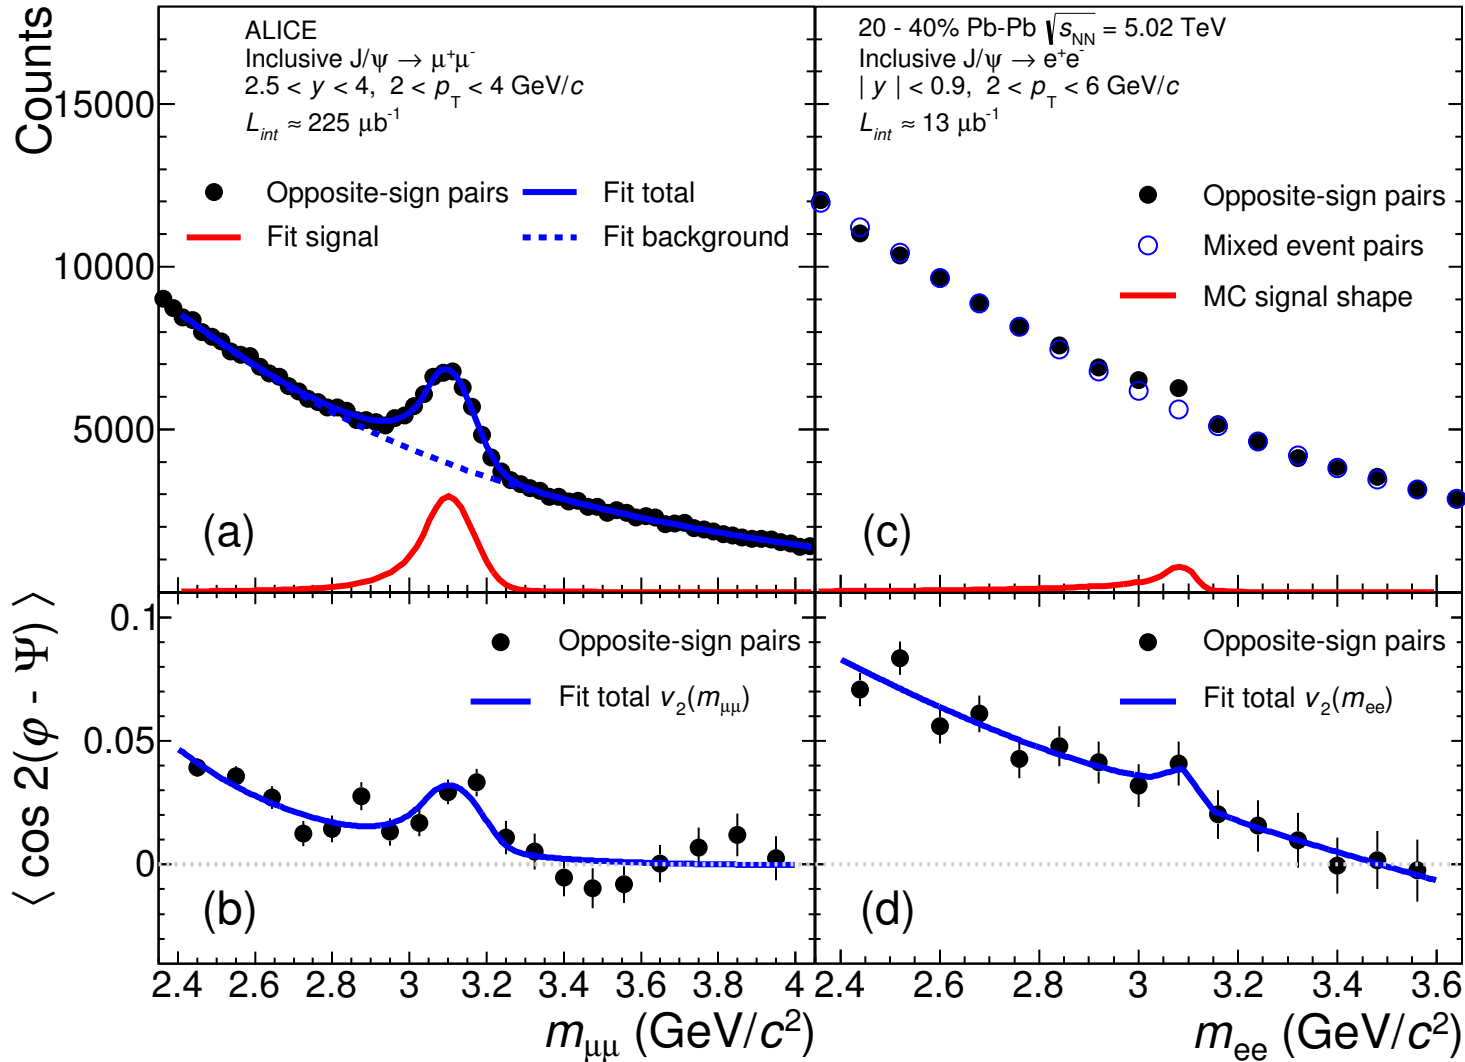 Counts
15000
10000
5000
ALICE
Inclusive J/ψ → μ⁺μ⁻
2.5 < y < 4, 2 < p_T < 4 GeV/c
L_int ≈ 225 μb⁻¹
Opposite-sign pairs
Fit total
Fit signal
Fit background
(a)
20 - 40% Pb-Pb √s_NN = 5.02 TeV
Inclusive J/ψ → e⁺e⁻
| y | < 0.9, 2 < p_T < 6 GeV/c
L_int ≈ 13 μb⁻¹
Opposite-sign pairs
Mixed event pairs
MC signal shape
(c)
⟨ cos 2(φ - Ψ) ⟩
0.1
0.05
0
Opposite-sign pairs
Fit total v₂(m_μμ)
(b)
2.4 2.6 2.8 3 3.2 3.4 3.6 3.8 4
m_μμ (GeV/c²)
Opposite-sign pairs
Fit total v₂(m_ee)
(d)
2.4 2.6 2.8 3 3.2 3.4 3.6
m_ee (GeV/c²)